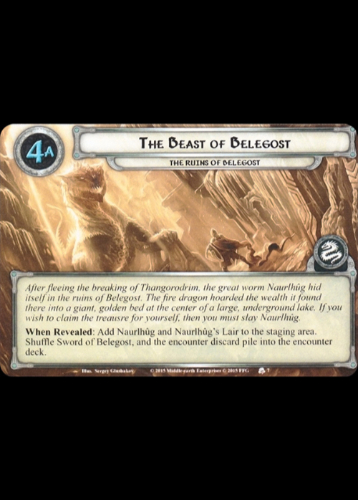 4A
The Beast of Belegost
The Ruins of Belegost
After fleeing the breaking of Thangorodrim, the great worm Naurlhûg hid
itself in the ruins of Belegost. The fire dragon hoarded the wealth it found
there into a giant, golden bed at the center of a large, underground lake. If you
wish to claim the treasure for yourself, then you must slay Naurlhûg.
When Revealed: Add Naurlhûg and Naurlhûg's Lair to the staging area.
Shuffle Sword of Belegost, and the encounter discard pile into the encounter
deck.
Illus. Sergey Glushakov © 2015 Middle-earth Enterprises © 2015 FFG 7